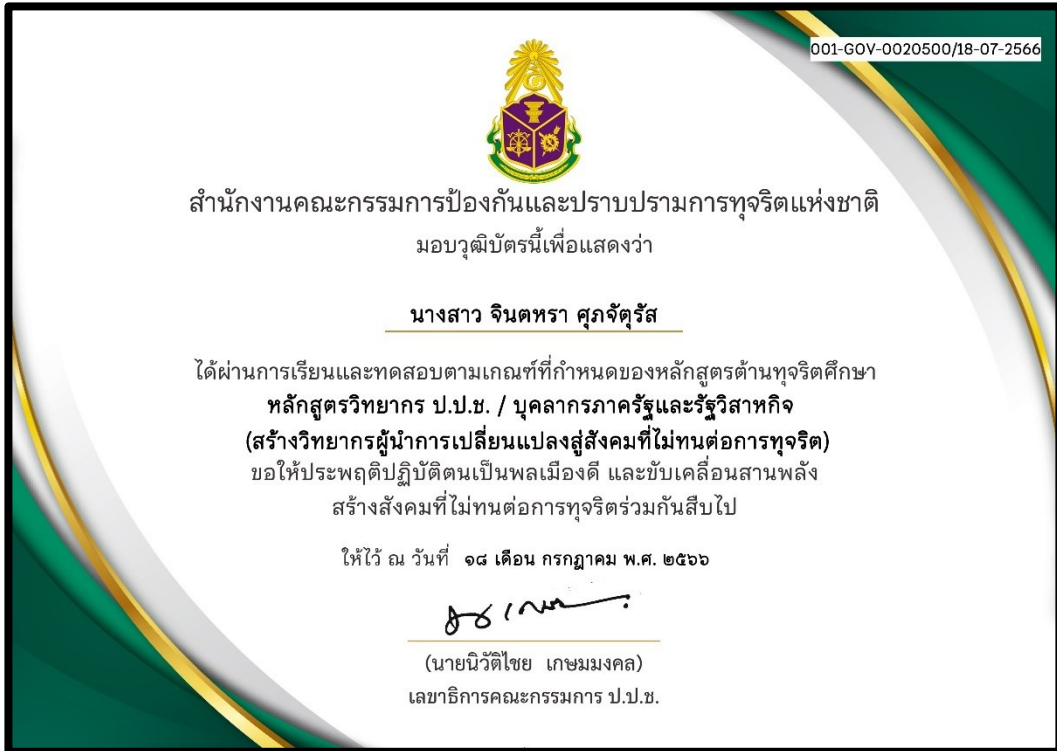 001-GOV-0020500/18-07-2566
สำนักงานคณะกรรมการป้องกันและปราบปรามการทุจริตแห่งชาติ
มอบวุฒิบัตรนี้เพื่อแสดงว่า
นางสาว จินตหรา ศุภจัตุรัส
ได้ผ่านการเรียนและทดสอบตามเกณฑ์ที่กำหนดของหลักสูตรต้านทุจริตศึกษา
หลักสูตรวิทยากร ป.ป.ช. / บุคลากรภาครัฐและรัฐวิสาหกิจ
(สร้างวิทยากรผู้นำการเปลี่ยนแปลงสู่สังคมที่ไม่ทนต่อการทุจริต)
ขอให้ประพฤติปฏิบัติตนเป็นพลเมืองดี และขับเคลื่อนสานพลัง
สร้างสังคมที่ไม่ทนต่อการทุจริตร่วมกันสืบไป
ให้ไว้ ณ วันที่ ๑๘ เดือน กรกฎาคม พ.ศ. ๒๕๖๖
(นายนิวัติไชย เกษมมงคล)
เลขาธิการคณะกรรมการ ป.ป.ช.